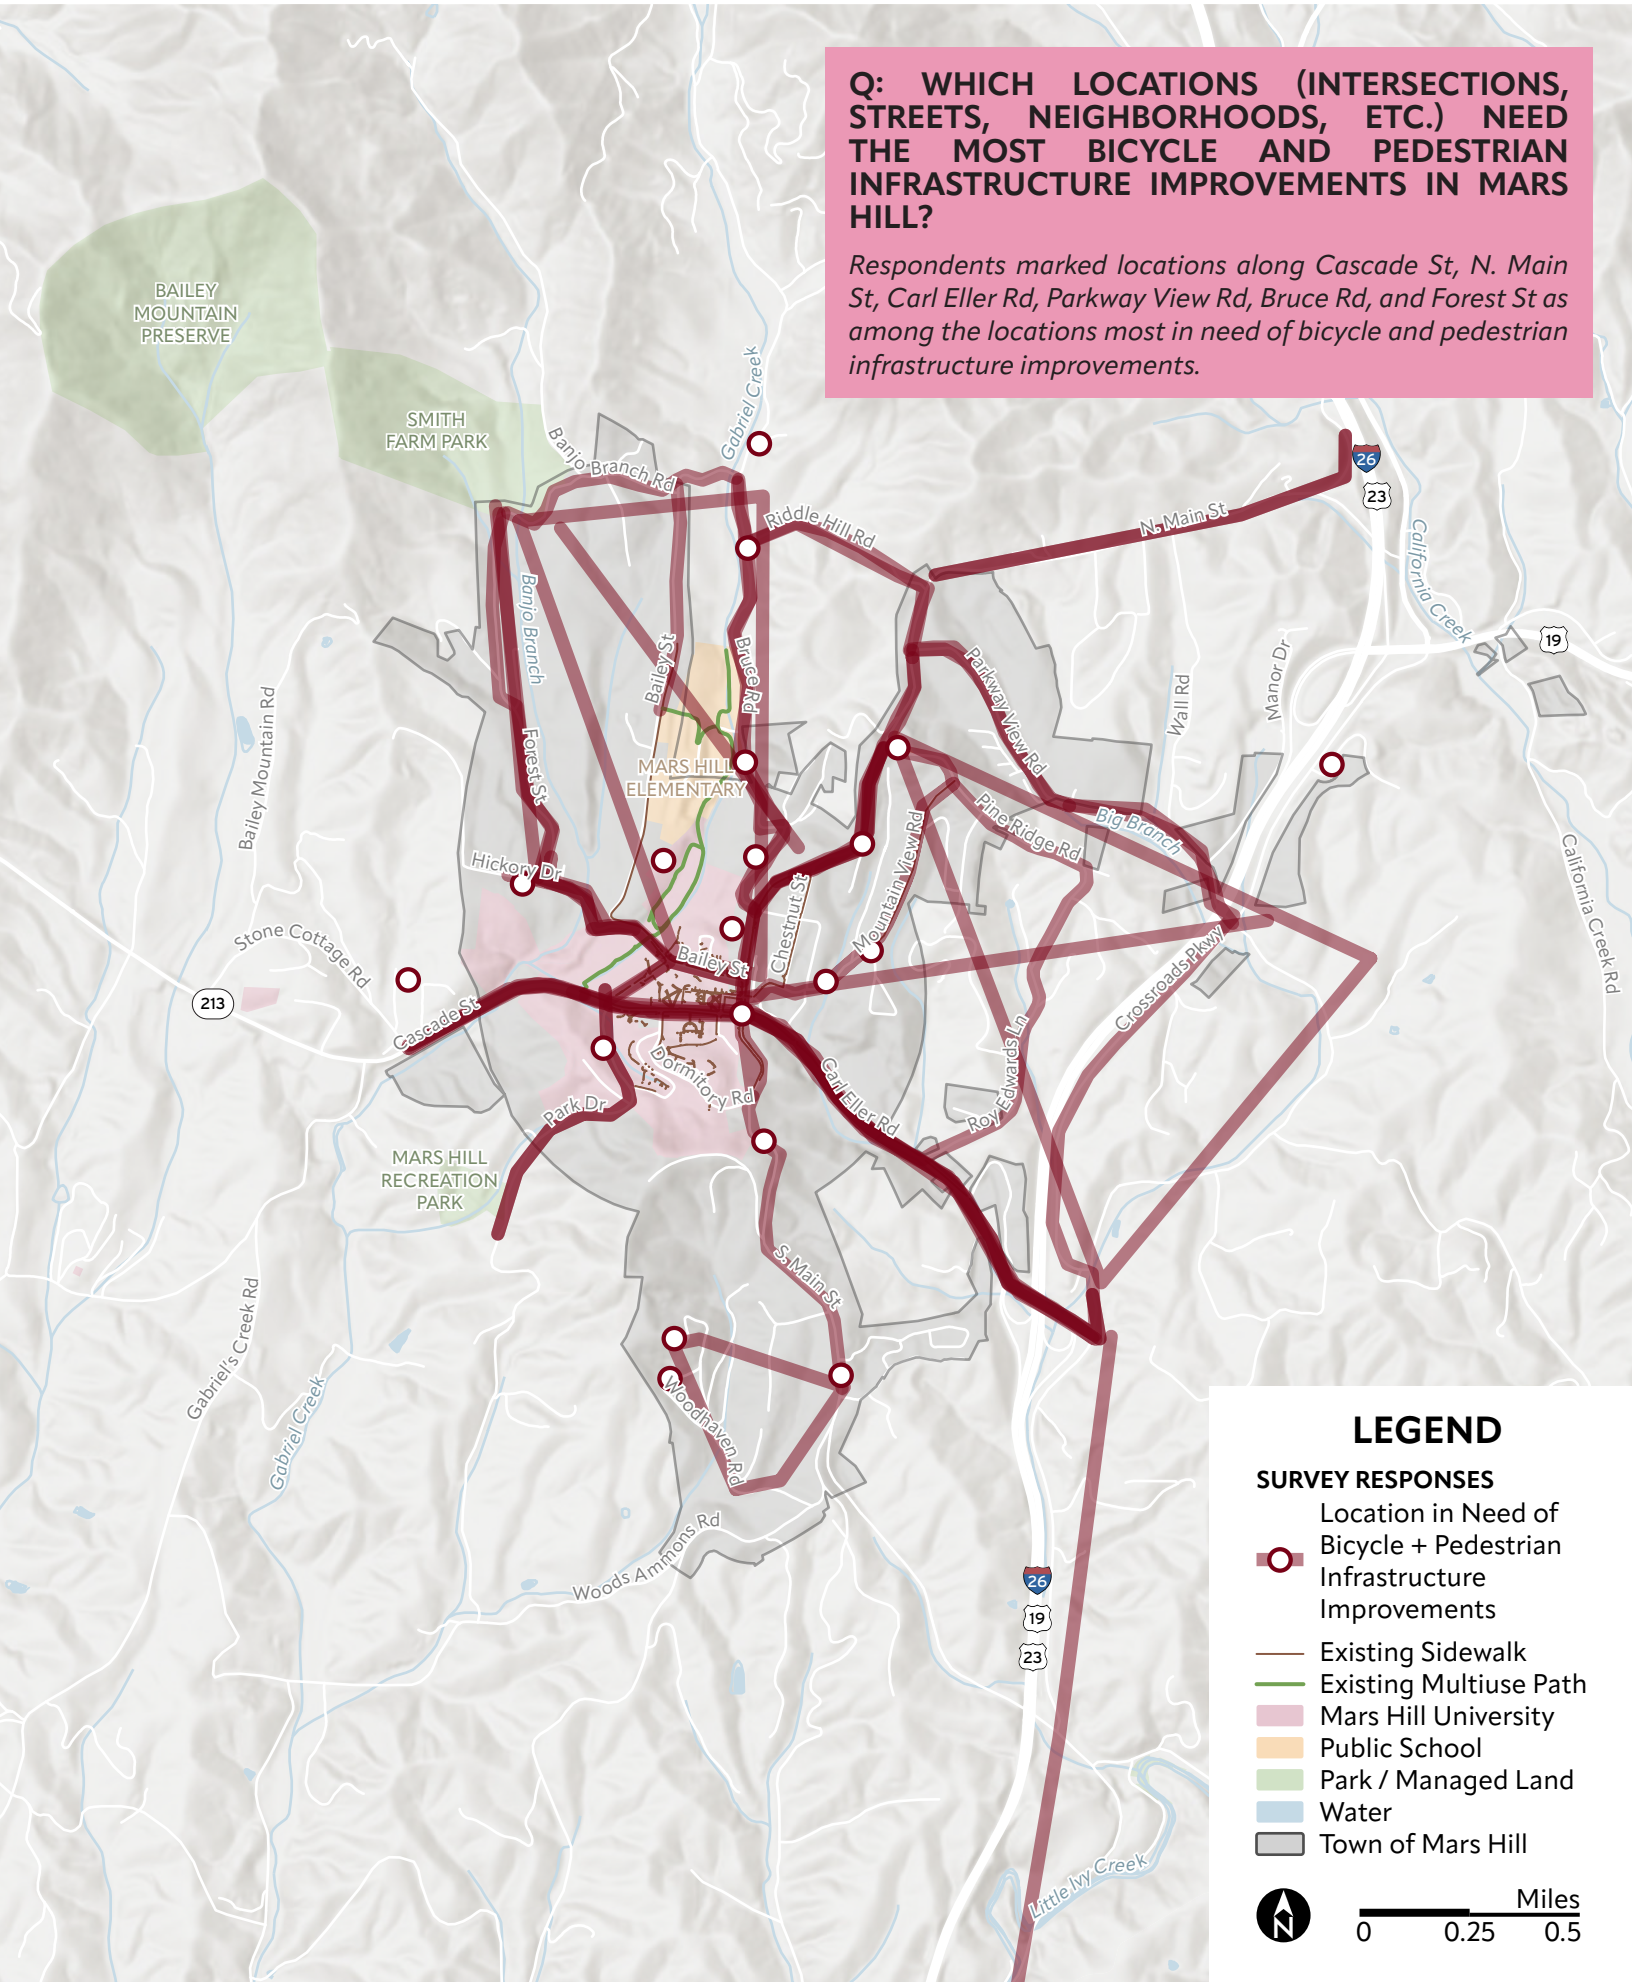 Q: WHICH LOCATIONS (INTERSECTIONS,
STREETS, NEIGHBORHOODS, ETC.) NEED
THE MOST BICYCLE AND PEDESTRIAN
INFRASTRUCTURE IMPROVEMENTS IN MARS
HILL?
Respondents marked locations along Cascade St, N. Main
St, Carl Eller Rd, Parkway View Rd, Bruce Rd, and Forest St as
among the locations most in need of bicycle and pedestrian
infrastructure improvements.
BAILEY
MOUNTAIN
PRESERVE
SMITH
FARM PARK
Gabriel Creek
Banjo Branch Rd
26
23
Riddle Hill Rd
N. Main St
California Creek
19
Banjo Branch
Bailey St
Bruce Rd
Parkway View Rd
Wall Rd
Manor Dr
Bailey Mountain Rd
Forest St
MARS HILL
ELEMENTARY
Big Branch
Pine Ridge Rd
Mountain View Rd
California Creek Rd
Hickory Dr
Chestnut St
Stone Cottage Rd
Bailey St
Crossroads Pkwy
213
Cascade St
Dormitory Rd
Carl Eller Rd
Roy Edwards Ln
Park Dr
MARS HILL
RECREATION
PARK
S. Main St
Gabriel's Creek Rd
Gabriel Creek
Woodhaven Rd
Woods Ammons Rd
26
19
23
Little Ivy Creek
LEGEND
SURVEY RESPONSES
Location in Need of
Bicycle + Pedestrian
Infrastructure
Improvements
Existing Sidewalk
Existing Multiuse Path
Mars Hill University
Public School
Park / Managed Land
Water
Town of Mars Hill
N
Miles
0 0.25 0.5